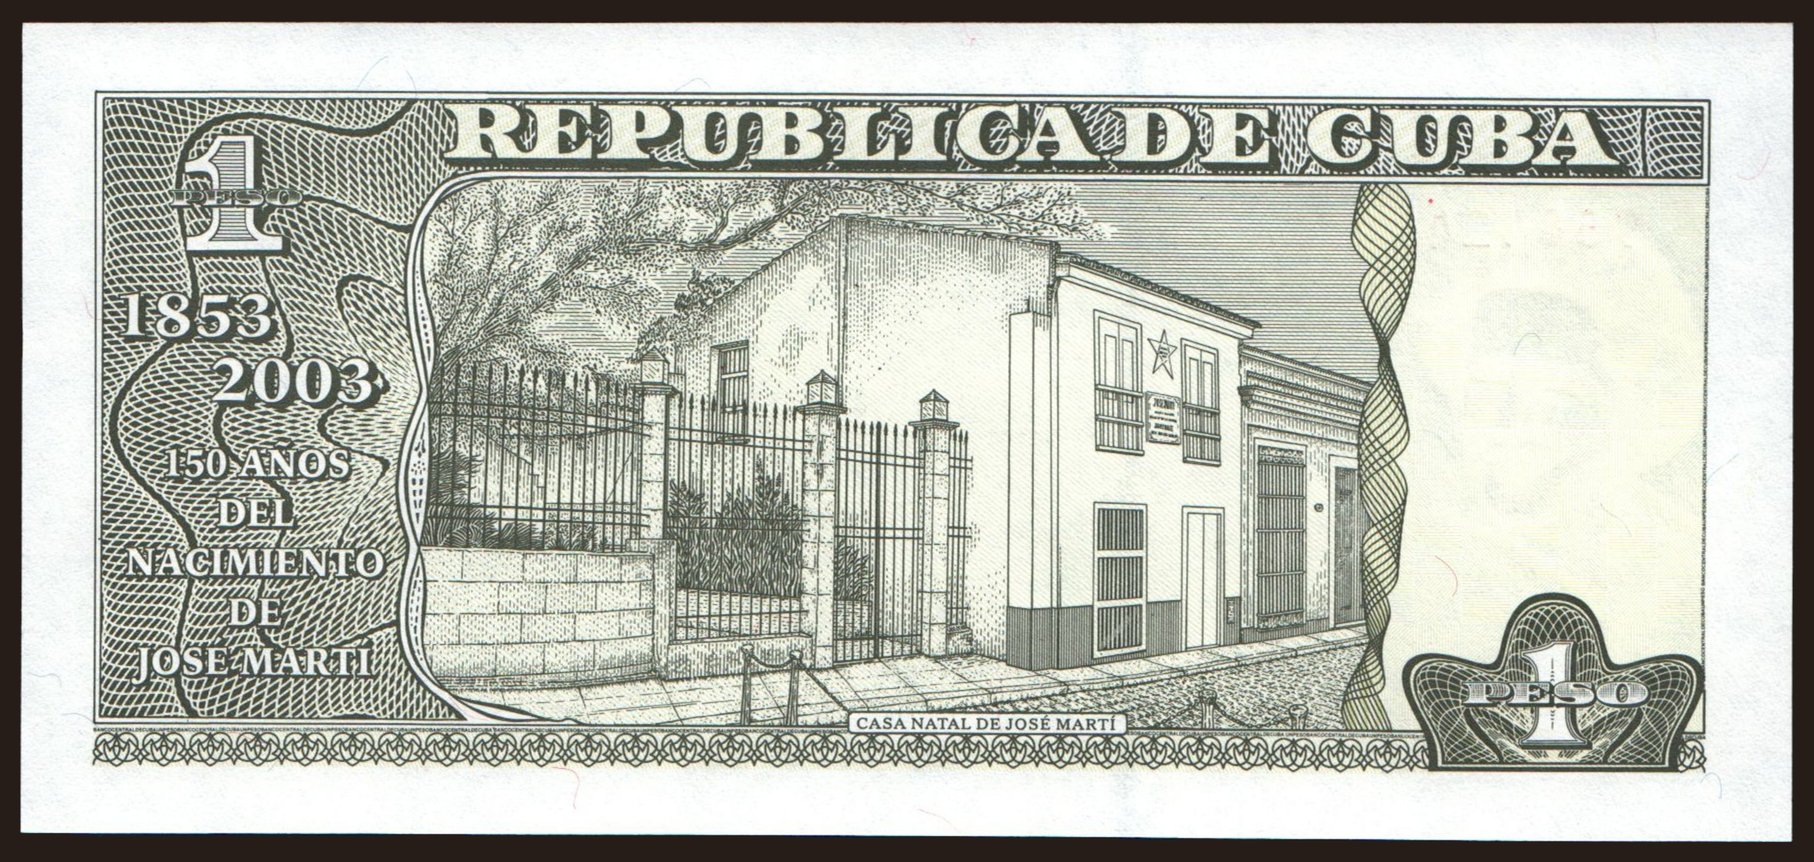 REPUBLICA DE CUBA
1
PESO
1853
2003
150 AÑOS
DEL
NACIMIENTO
DE
JOSÉ MARTÍ
CASA NATAL DE JOSÉ MARTÍ
1
PESO